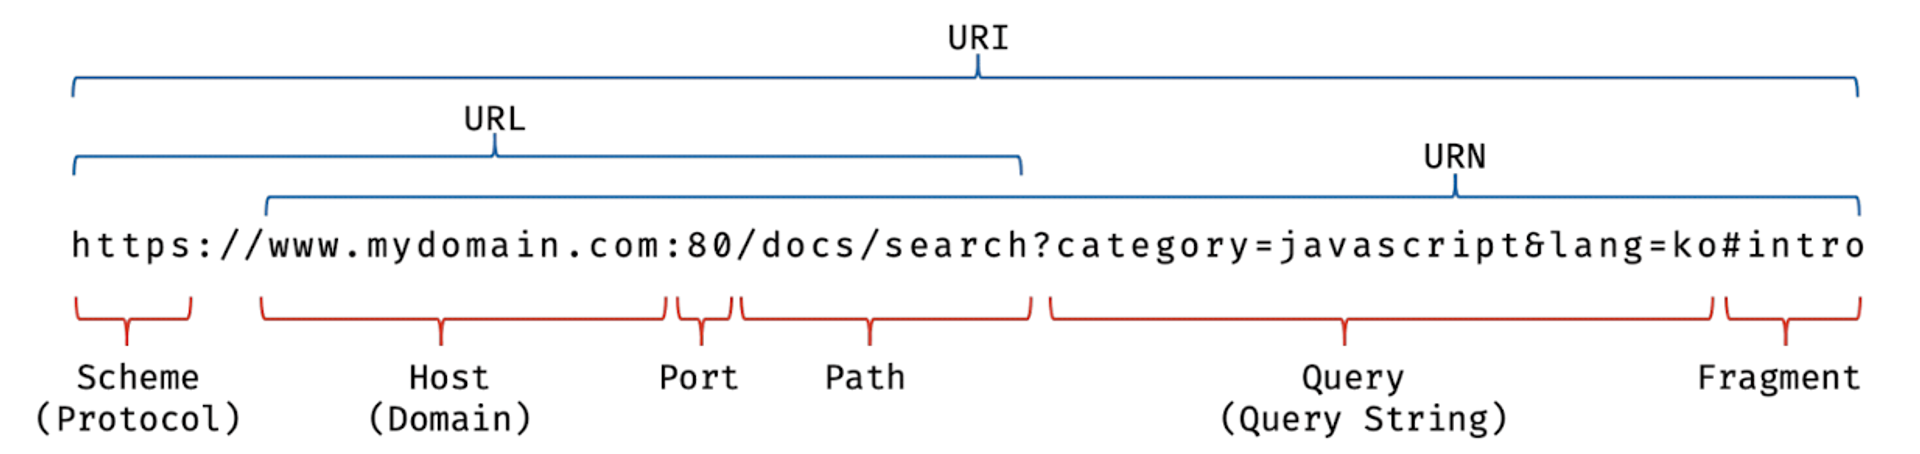 URI
URL
URN
https://www.mydomain.com:80/docs/search?category=javascript&lang=ko#intro
Scheme
(Protocol)
Host
(Domain)
Port
Path
Query
(Query String)
Fragment